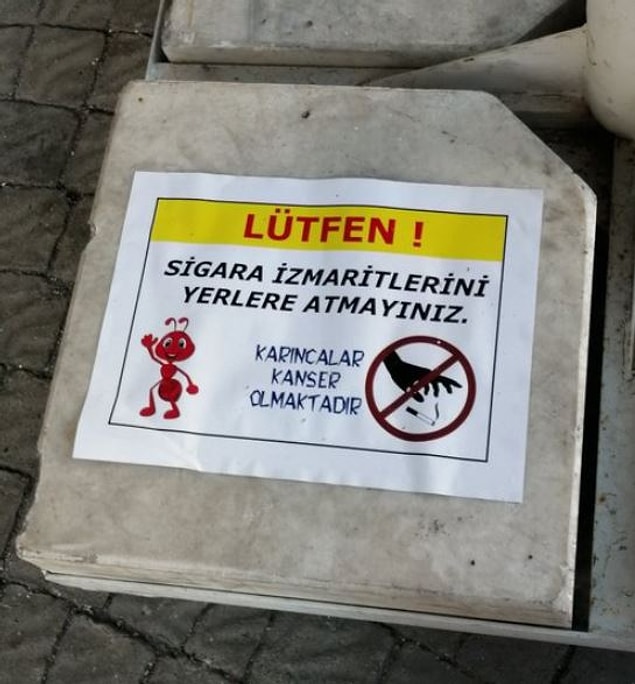 LÜTFEN !
SİGARA İZMARİTLERİNİ
YERLERE ATMAYINIZ.
KARINCALAR
KANSER
OLMAKTADIR